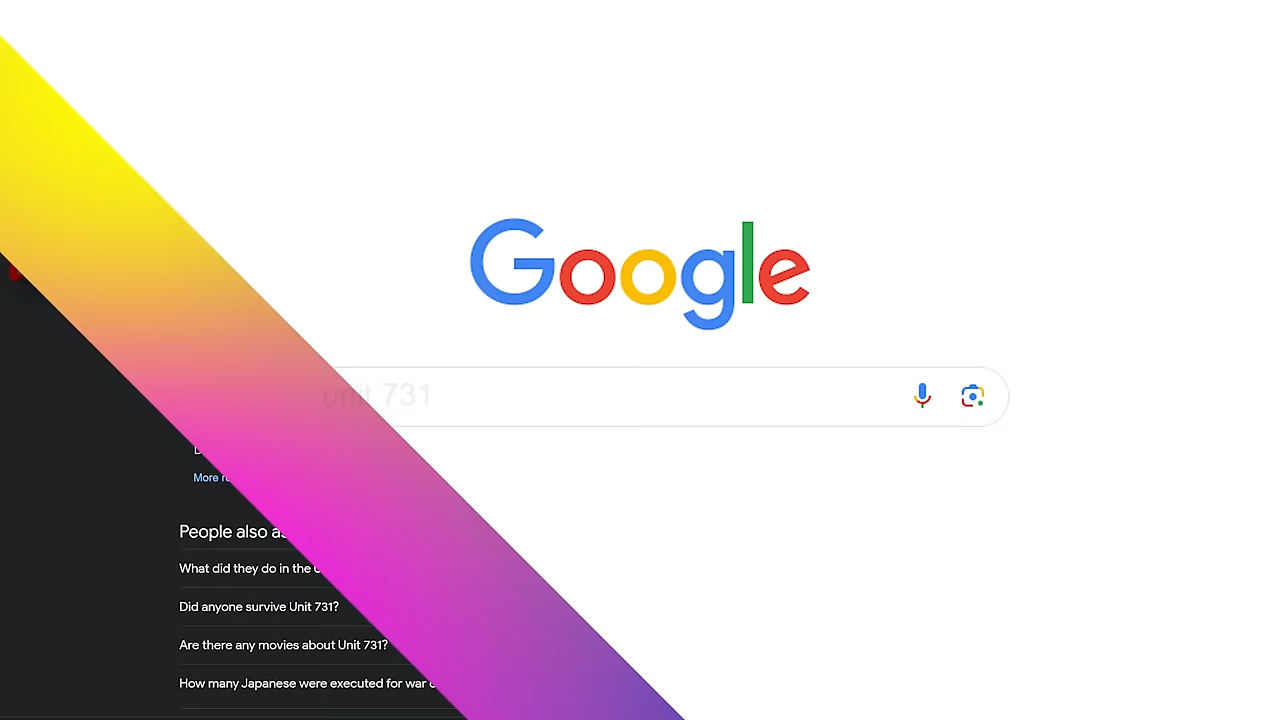 Google
unit 731
More
People also
What did they do in the
Did anyone survive Unit 731?
Are there any movies about Unit 731?
How many Japanese were executed for war